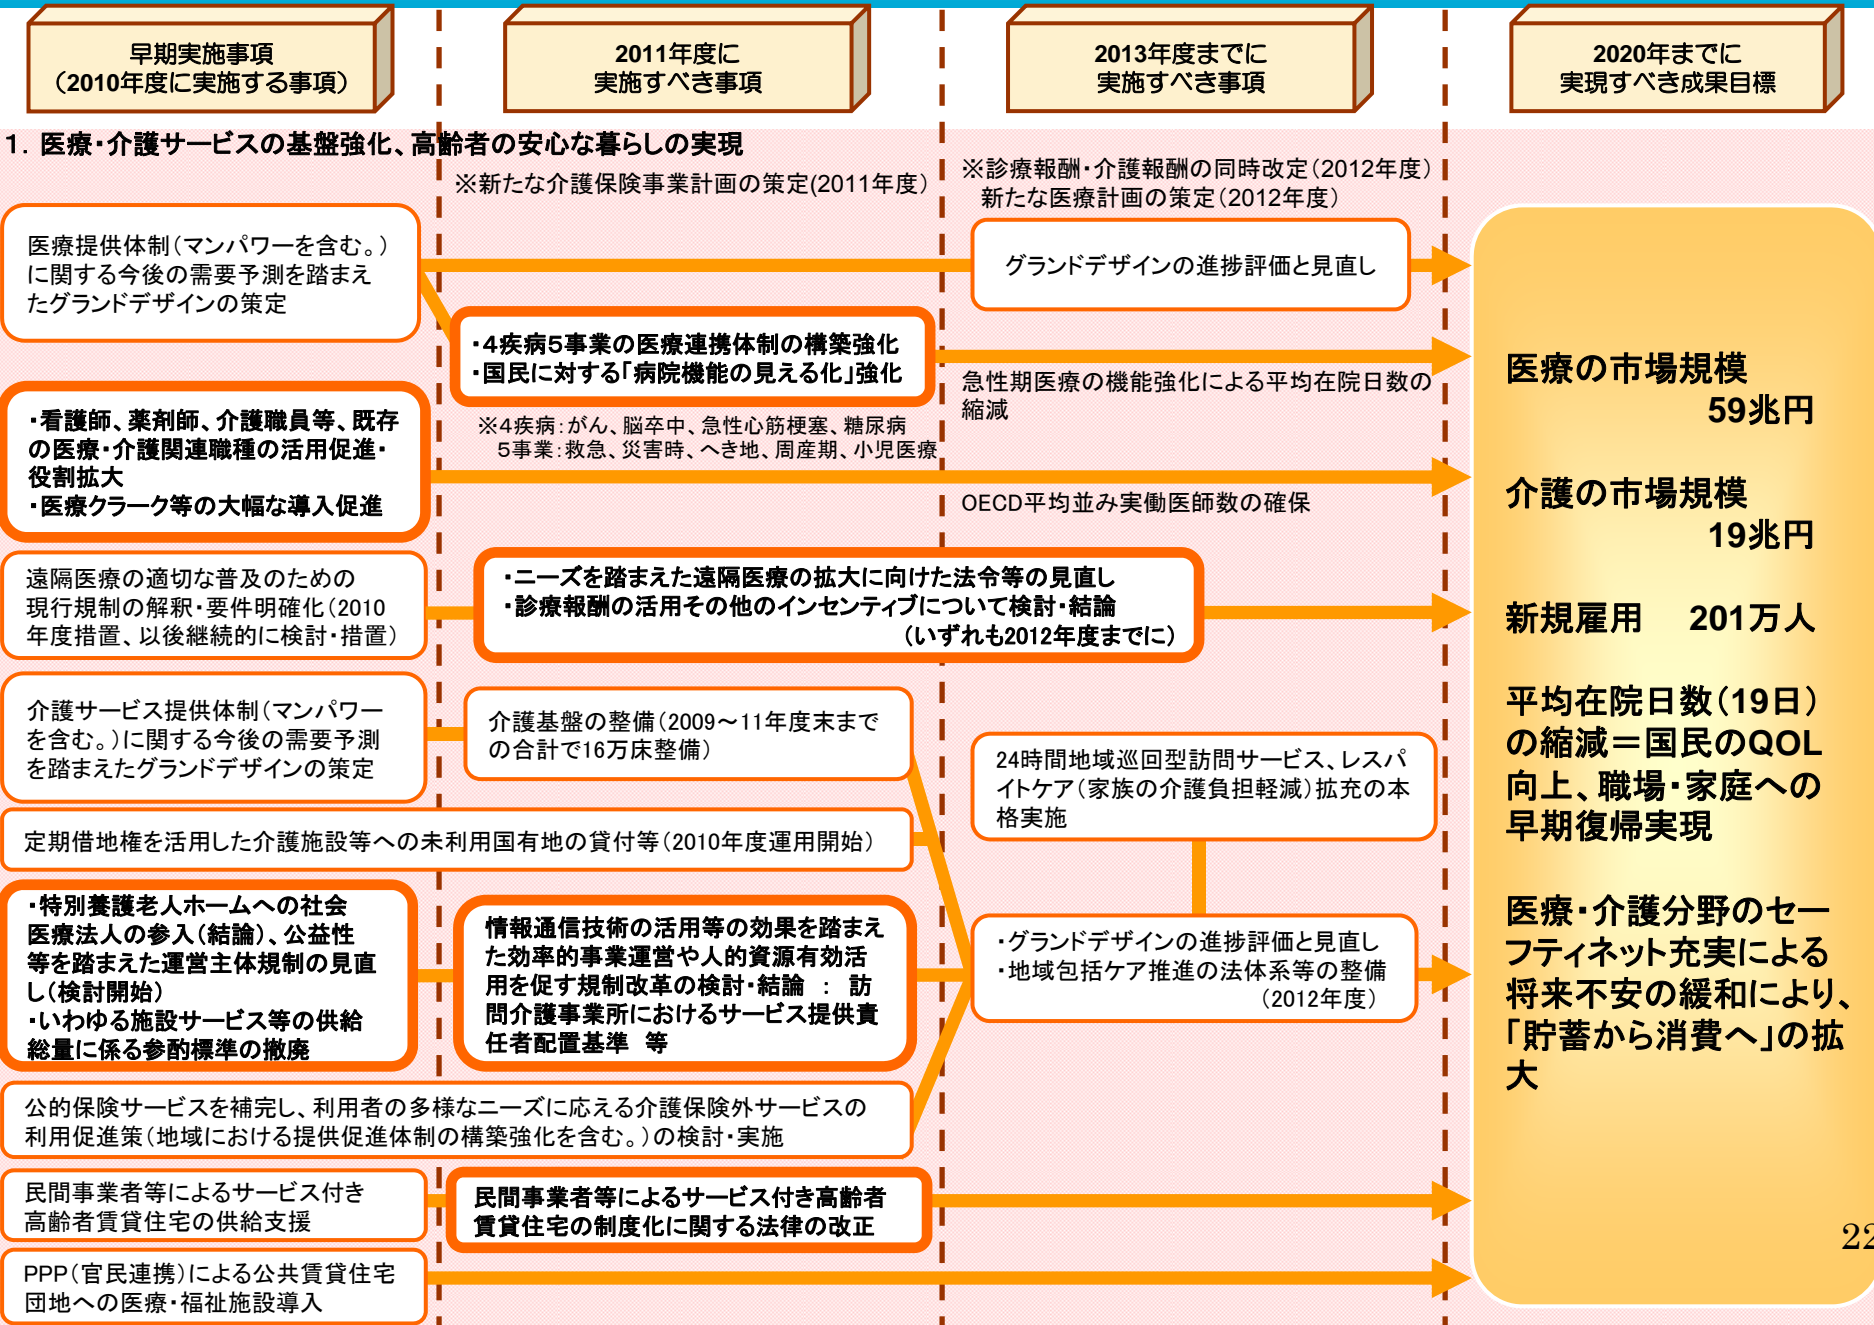 早期実施事項
（2010年度に実施する事項）
2011年度に
実施すべき事項
2013年度までに
実施すべき事項
2020年までに
実現すべき成果目標
１．医療・介護サービスの基盤強化、高齢者の安心な暮らしの実現
※新たな介護保険事業計画の策定(2011年度）
※診療報酬・介護報酬の同時改定（2012年度）
新たな医療計画の策定（2012年度）
医療提供体制（マンパワーを含む。）
に関する今後の需要予測を踏まえ
たグランドデザインの策定
グランドデザインの進捗評価と見直し
・4疾病5事業の医療連携体制の構築強化
・国民に対する「病院機能の見える化」強化
急性期医療の機能強化による平均在院日数の
縮減
※4疾病：がん、脳卒中、急性心筋梗塞、糖尿病
5事業：救急、災害時、へき地、周産期、小児医療
・看護師、薬剤師、介護職員等、既存
の医療・介護関連職種の活用促進・
役割拡大
・医療クラーク等の大幅な導入促進
OECD平均並み実働医師数の確保
遠隔医療の適切な普及のための
現行規制の解釈・要件明確化（2010
年度措置、以後継続的に検討・措置）
・ニーズを踏まえた遠隔医療の拡大に向けた法令等の見直し
・診療報酬の活用その他のインセンティブについて検討・結論
（いずれも2012年度までに）
介護サービス提供体制（マンパワー
を含む。）に関する今後の需要予測
を踏まえたグランドデザインの策定
介護基盤の整備（2009～11年度末まで
の合計で16万床整備）
24時間地域巡回型訪問サービス、レスパ
イトケア（家族の介護負担軽減）拡充の本
格実施
定期借地権を活用した介護施設等への未利用国有地の貸付等（2010年度運用開始）
・特別養護老人ホームへの社会
医療法人の参入（結論）、公益性
等を踏まえた運営主体規制の見直
し（検討開始）
・いわゆる施設サービス等の供給
総量に係る参酌標準の撤廃
情報通信技術の活用等の効果を踏まえ
た効率的事業運営や人的資源有効活
用を促す規制改革の検討・結論 ： 訪
問介護事業所におけるサービス提供責
任者配置基準 等
・グランドデザインの進捗評価と見直し
・地域包括ケア推進の法体系等の整備
（2012年度）
公的保険サービスを補完し、利用者の多様なニーズに応える介護保険外サービスの
利用促進策（地域における提供促進体制の構築強化を含む。）の検討・実施
民間事業者等によるサービス付き
高齢者賃貸住宅の供給支援
民間事業者等によるサービス付き高齢者
賃貸住宅の制度化に関する法律の改正
PPP（官民連携）による公共賃貸住宅
団地への医療・福祉施設導入
医療の市場規模
59兆円
介護の市場規模
19兆円
新規雇用 201万人
平均在院日数（19日）
の縮減＝国民のQOL
向上、職場・家庭への
早期復帰実現
医療・介護分野のセー
フティネット充実による
将来不安の緩和により、
「貯蓄から消費へ」の拡
大
22